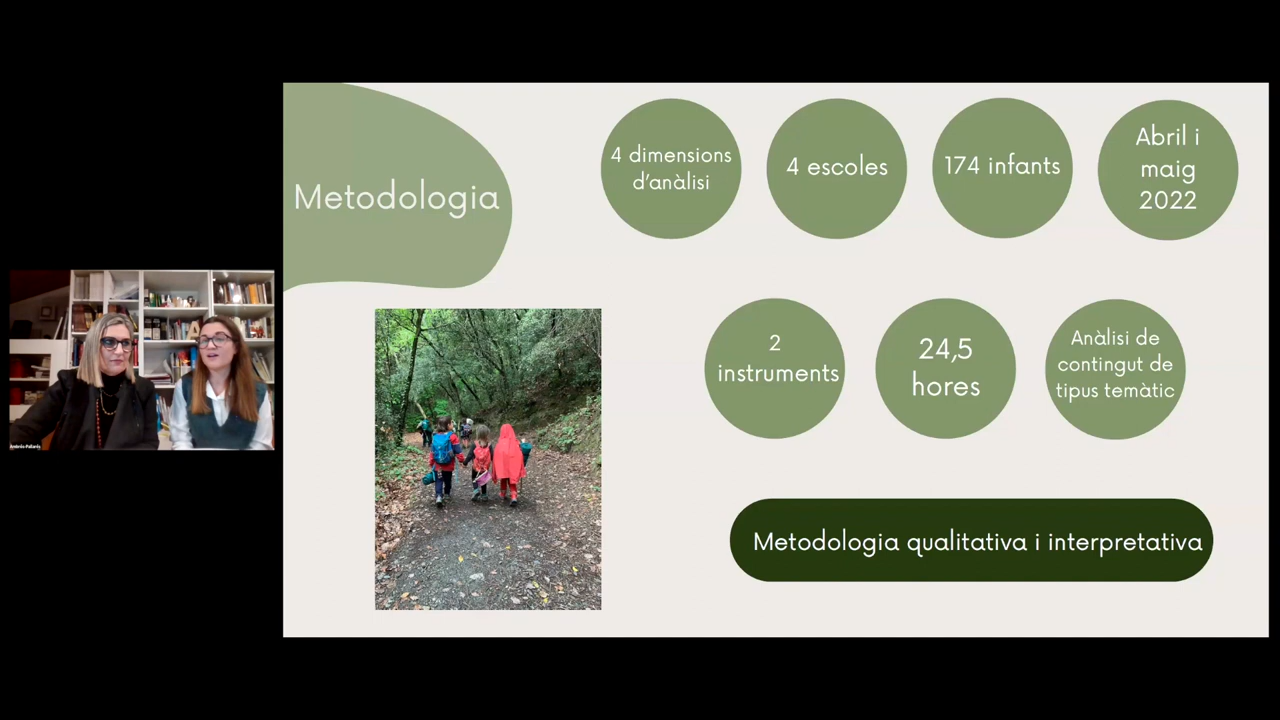 Metodologia
4 dimensions
d'anàlisi
4 escoles
174 infants
Abril i
maig
2022
2
instruments
24,5
hores
Anàlisi de
contingut de
tipus temàtic
Metodologia qualitativa i interpretativa